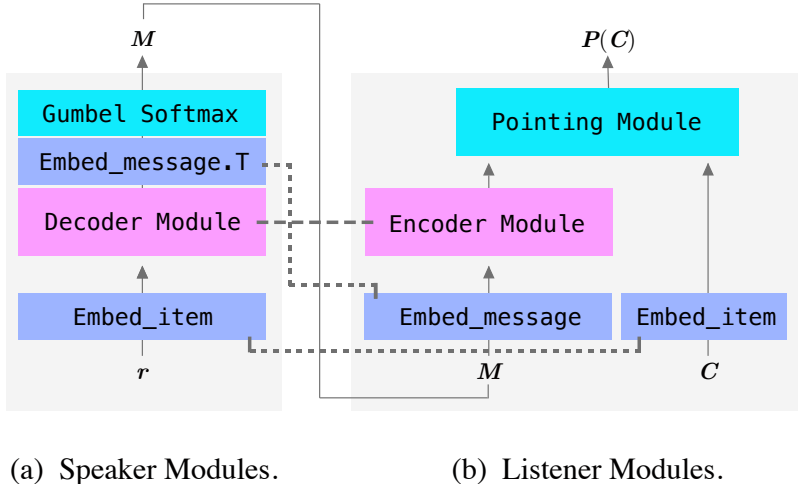 M
Gumbel Softmax
Embed_message.T
Decoder Module
Embed_item
r
(a) Speaker Modules.
P(C)
Pointing Module
Encoder Module
Embed_message
Embed_item
M
C
(b) Listener Modules.